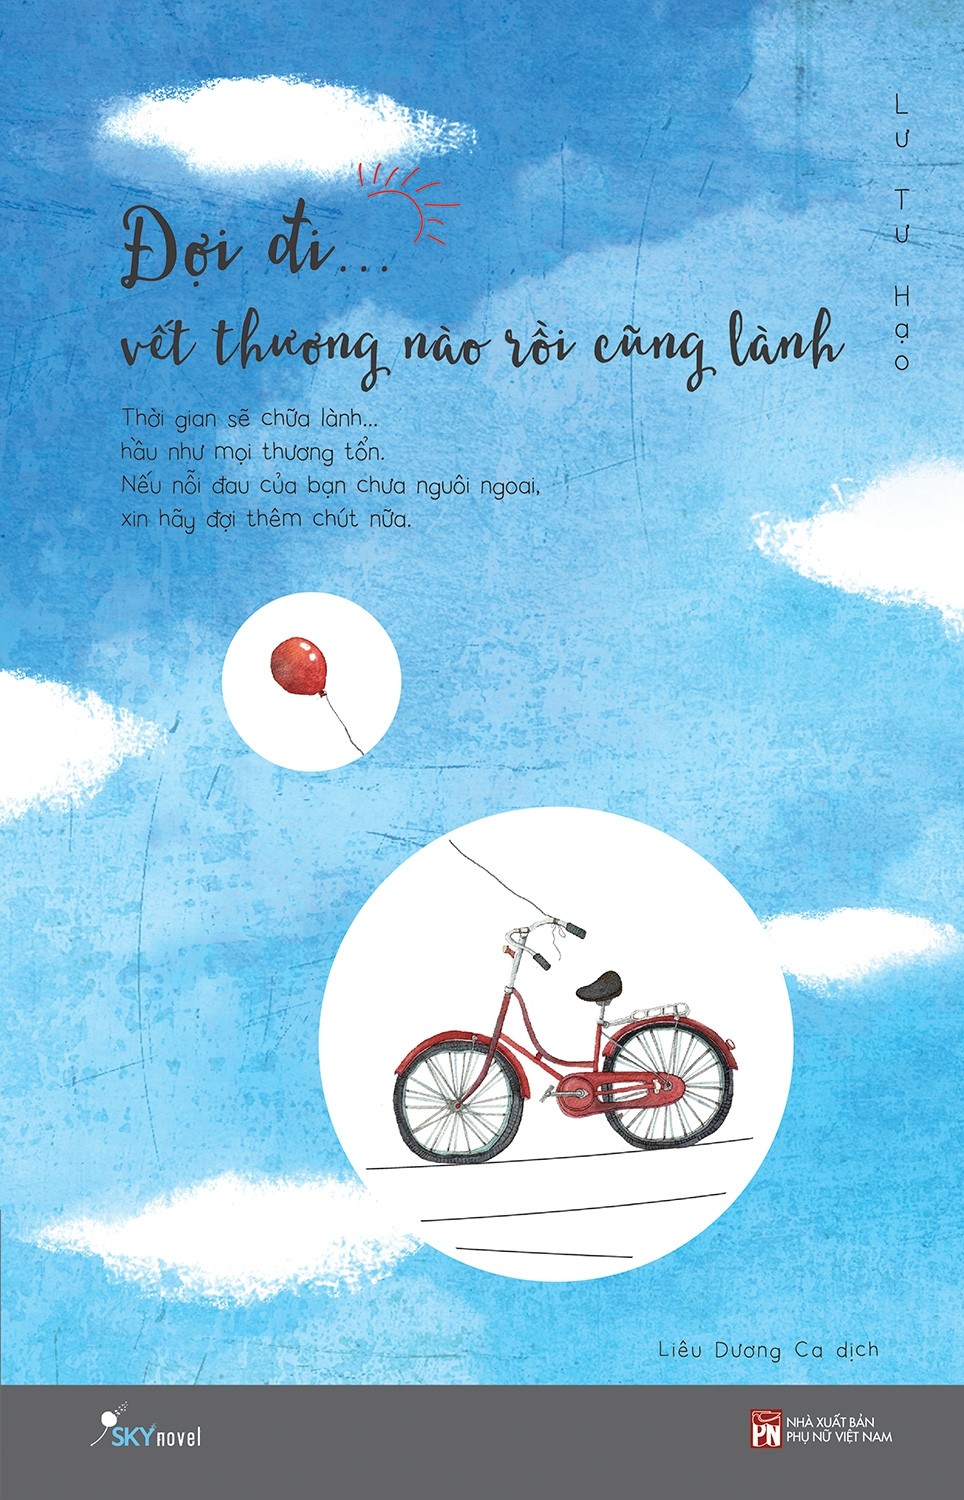 Lư Tư Hạo
Đợi đi...
vết thương nào rồi cũng lành
Thời gian sẽ chữa lành...
hầu như mọi thương tổn.
Nếu nỗi đau của bạn chưa nguôi ngoai,
xin hãy đợi thêm chút nữa.
Liêu Dương Ca dịch
SKY novel
PN
NHÀ XUẤT BẢN
PHỤ NỮ VIỆT NAM